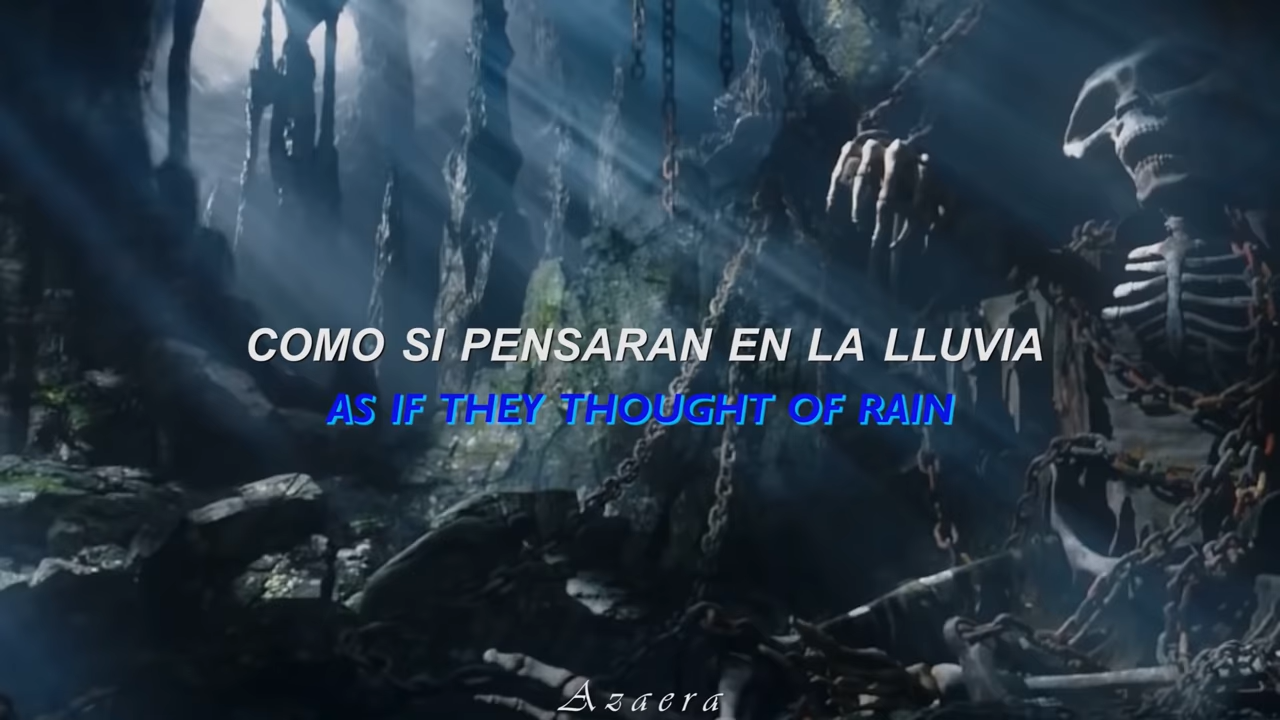 COMO SI PENSARAN EN LA LLUVIA
AS IF THEY THOUGHT OF RAIN
Azaera